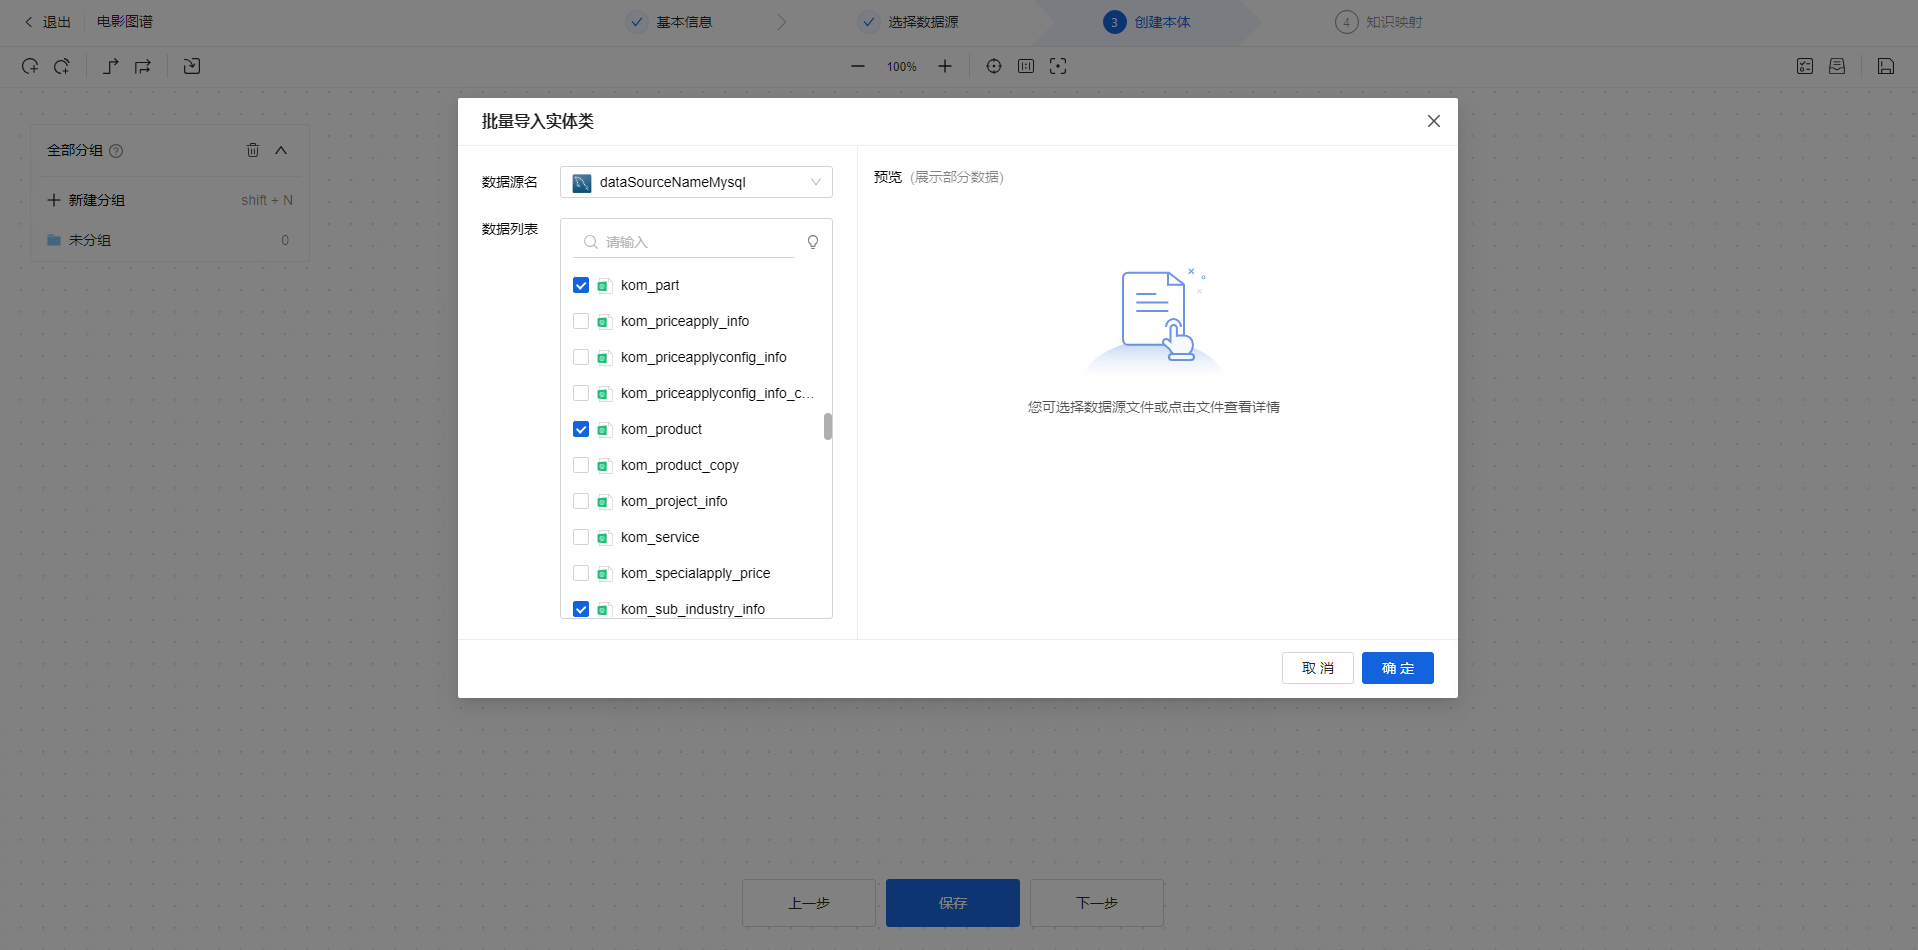 退出 电影图谱 基本信息 选择数据源 3 创建本体 4 知识映射
100%
批量导入实体类
全部分组
新建分组 shift + N
未分组 0
数据源名 dataSourceNameMysql
数据列表
请输入
kom_part
kom_priceapply_info
kom_priceapplyconfig_info
kom_priceapplyconfig_info_c...
kom_product
kom_product_copy
kom_project_info
kom_service
kom_specialapply_price
kom_sub_industry_info
预览 (展示部分数据)
您可选择数据源文件或点击文件查看详情
取 消 确 定
上一步 保存 下一步